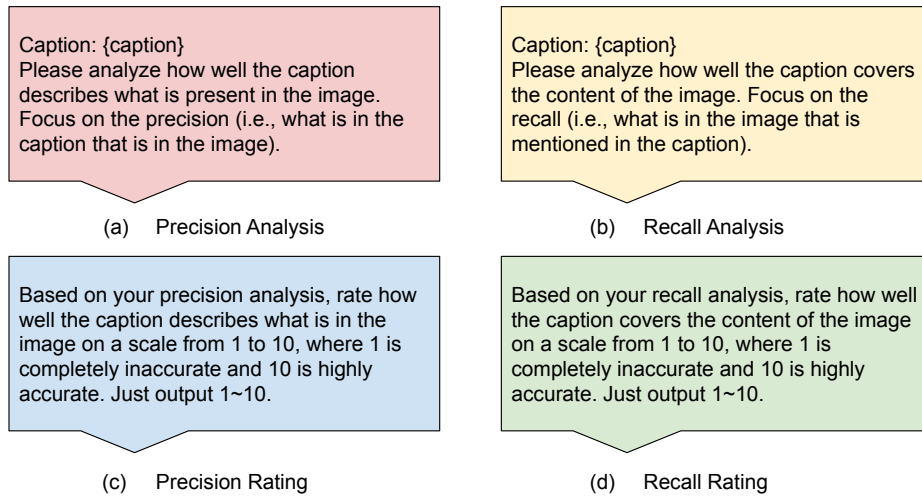 Caption: {caption}
Please analyze how well the caption
describes what is present in the image.
Focus on the precision (i.e., what is in the
caption that is in the image).
(a) Precision Analysis
Caption: {caption}
Please analyze how well the caption covers
the content of the image. Focus on the
recall (i.e., what is in the image that is
mentioned in the caption).
(b) Recall Analysis
Based on your precision analysis, rate how
well the caption describes what is in the
image on a scale from 1 to 10, where 1 is
completely inaccurate and 10 is highly
accurate. Just output 1~10.
(c) Precision Rating
Based on your recall analysis, rate how well
the caption covers the content of the image
on a scale from 1 to 10, where 1 is
completely inaccurate and 10 is highly
accurate. Just output 1~10.
(d) Recall Rating